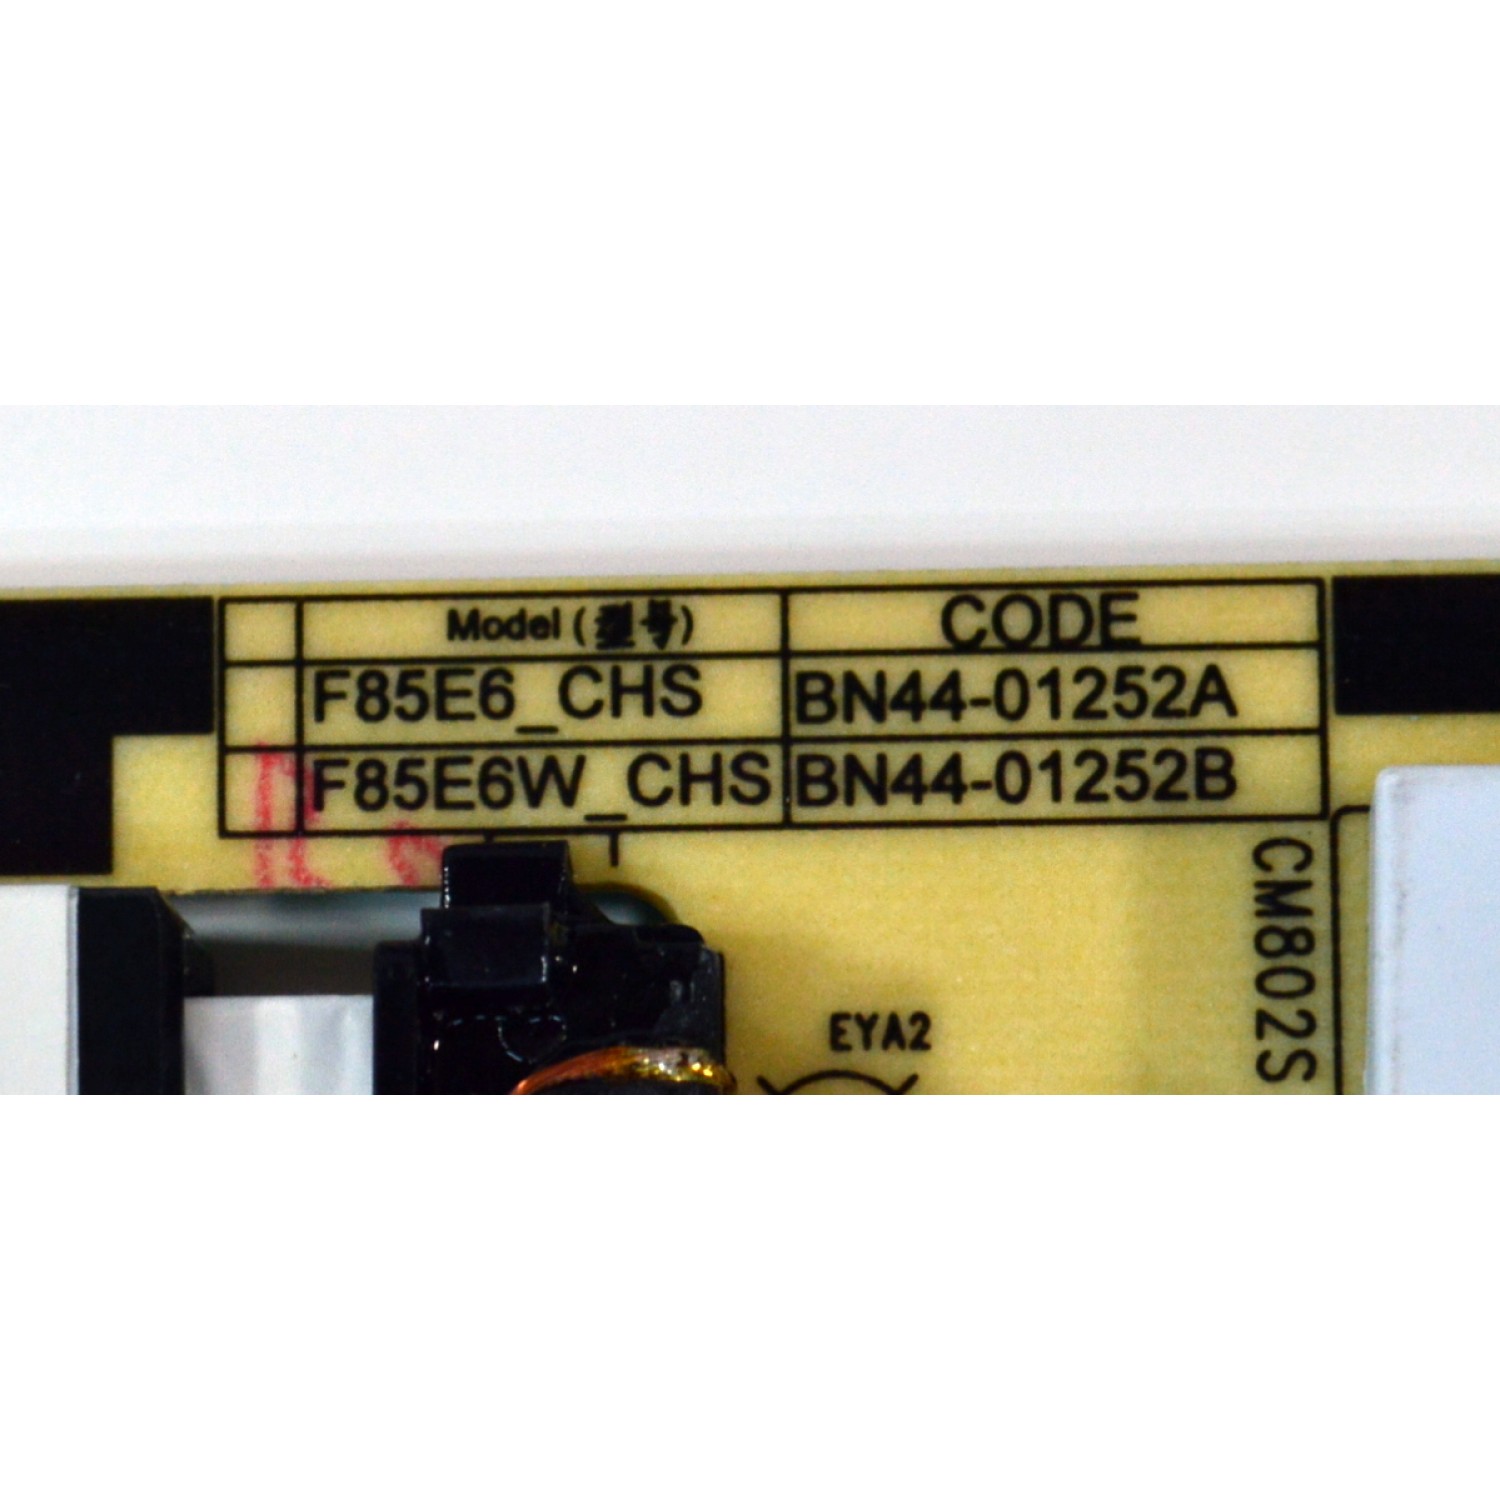 Model (型号) CODE
F85E6_CHS BN44-01252A
F85E6W_CHS BN44-01252B
CM802S
EYA2